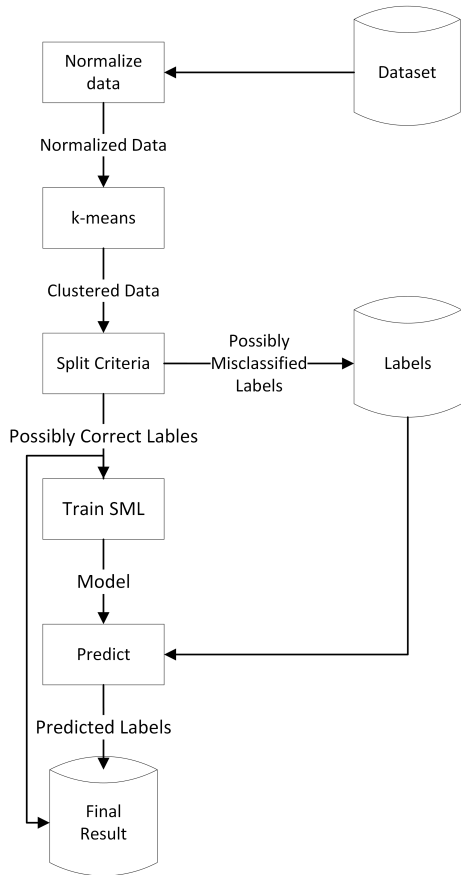 Normalize
data
Dataset
Normalized Data
k-means
Clustered Data
Split Criteria
Possibly
Misclassified
Labels
Labels
Possibly Correct Lables
Train SML
Model
Predict
Predicted Labels
Final
Result